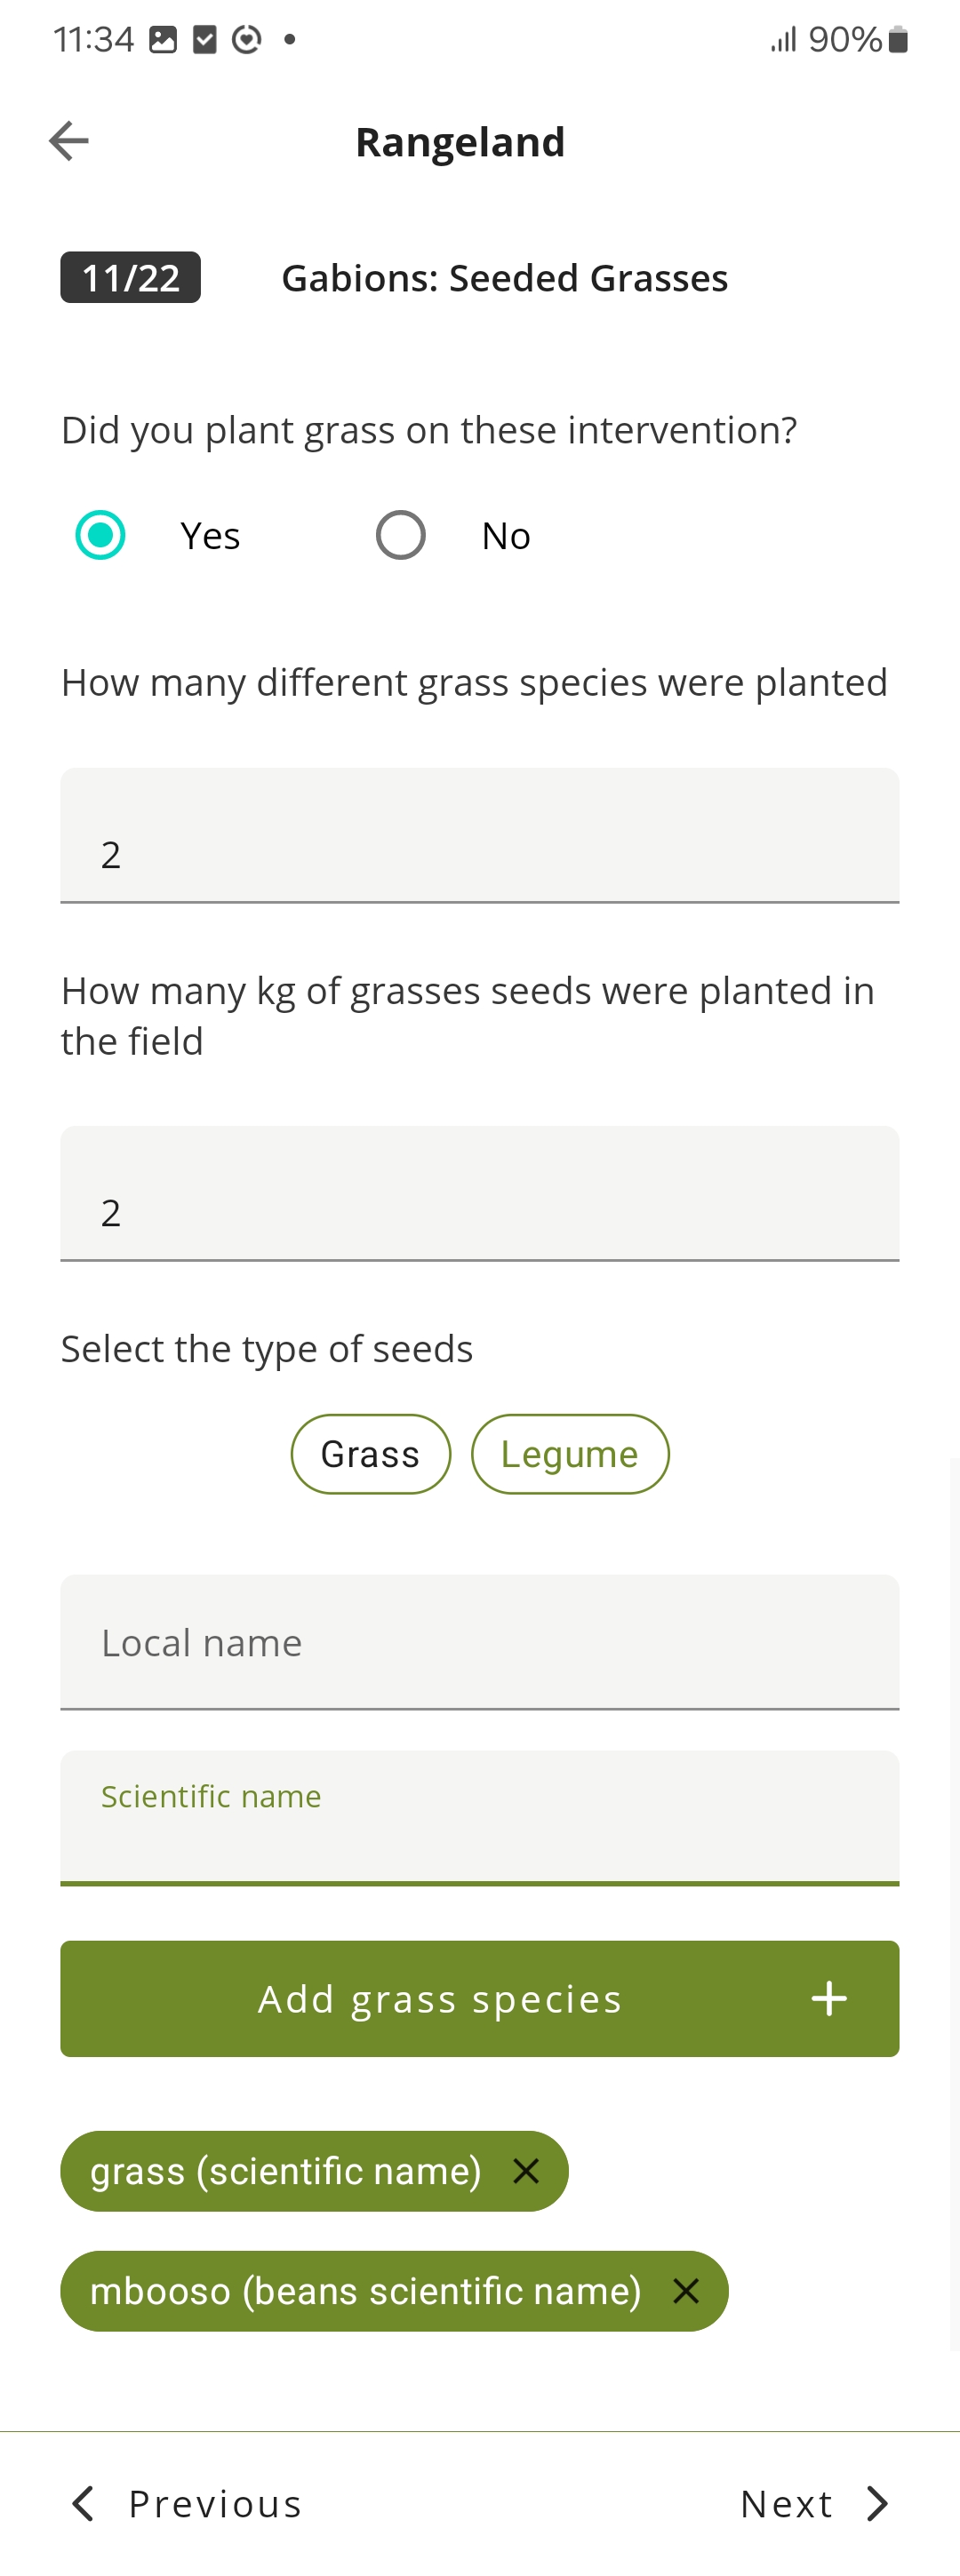 11:34 90%
Rangeland
11/22 Gabions: Seeded Grasses
Did you plant grass on these intervention?
Yes No
How many different grass species were planted
2
How many kg of grasses seeds were planted in
the field
2
Select the type of seeds
Grass Legume
Local name
Scientific name
Add grass species +
grass (scientific name)
mbooso (beans scientific name)
Previous Next